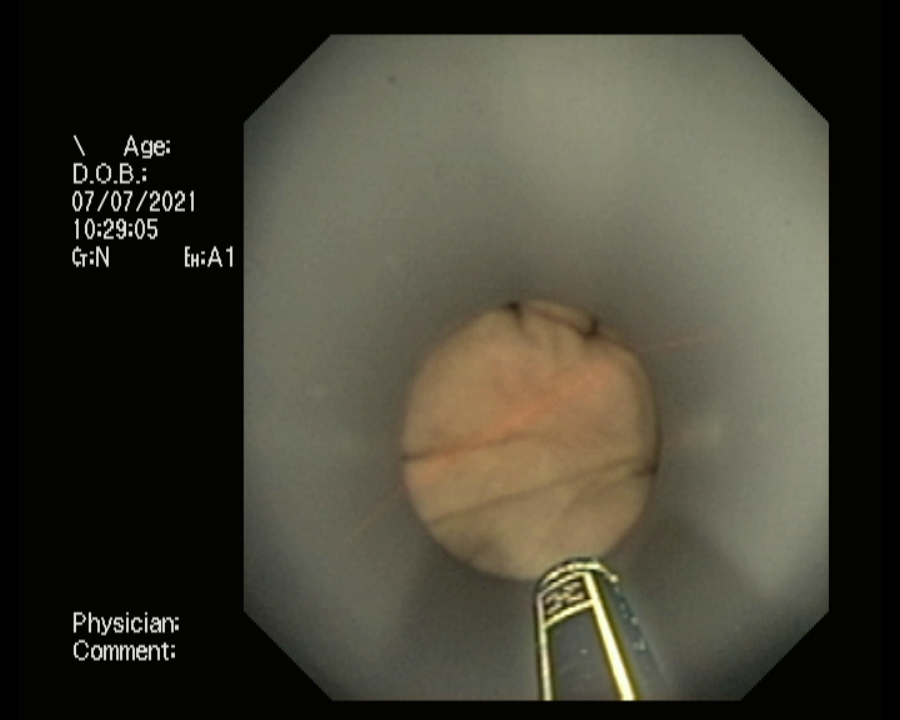 \ Age:
D.O.B.:
07/07/2021
10:29:05
Cr:N Eh:A1
Physician:
Comment: